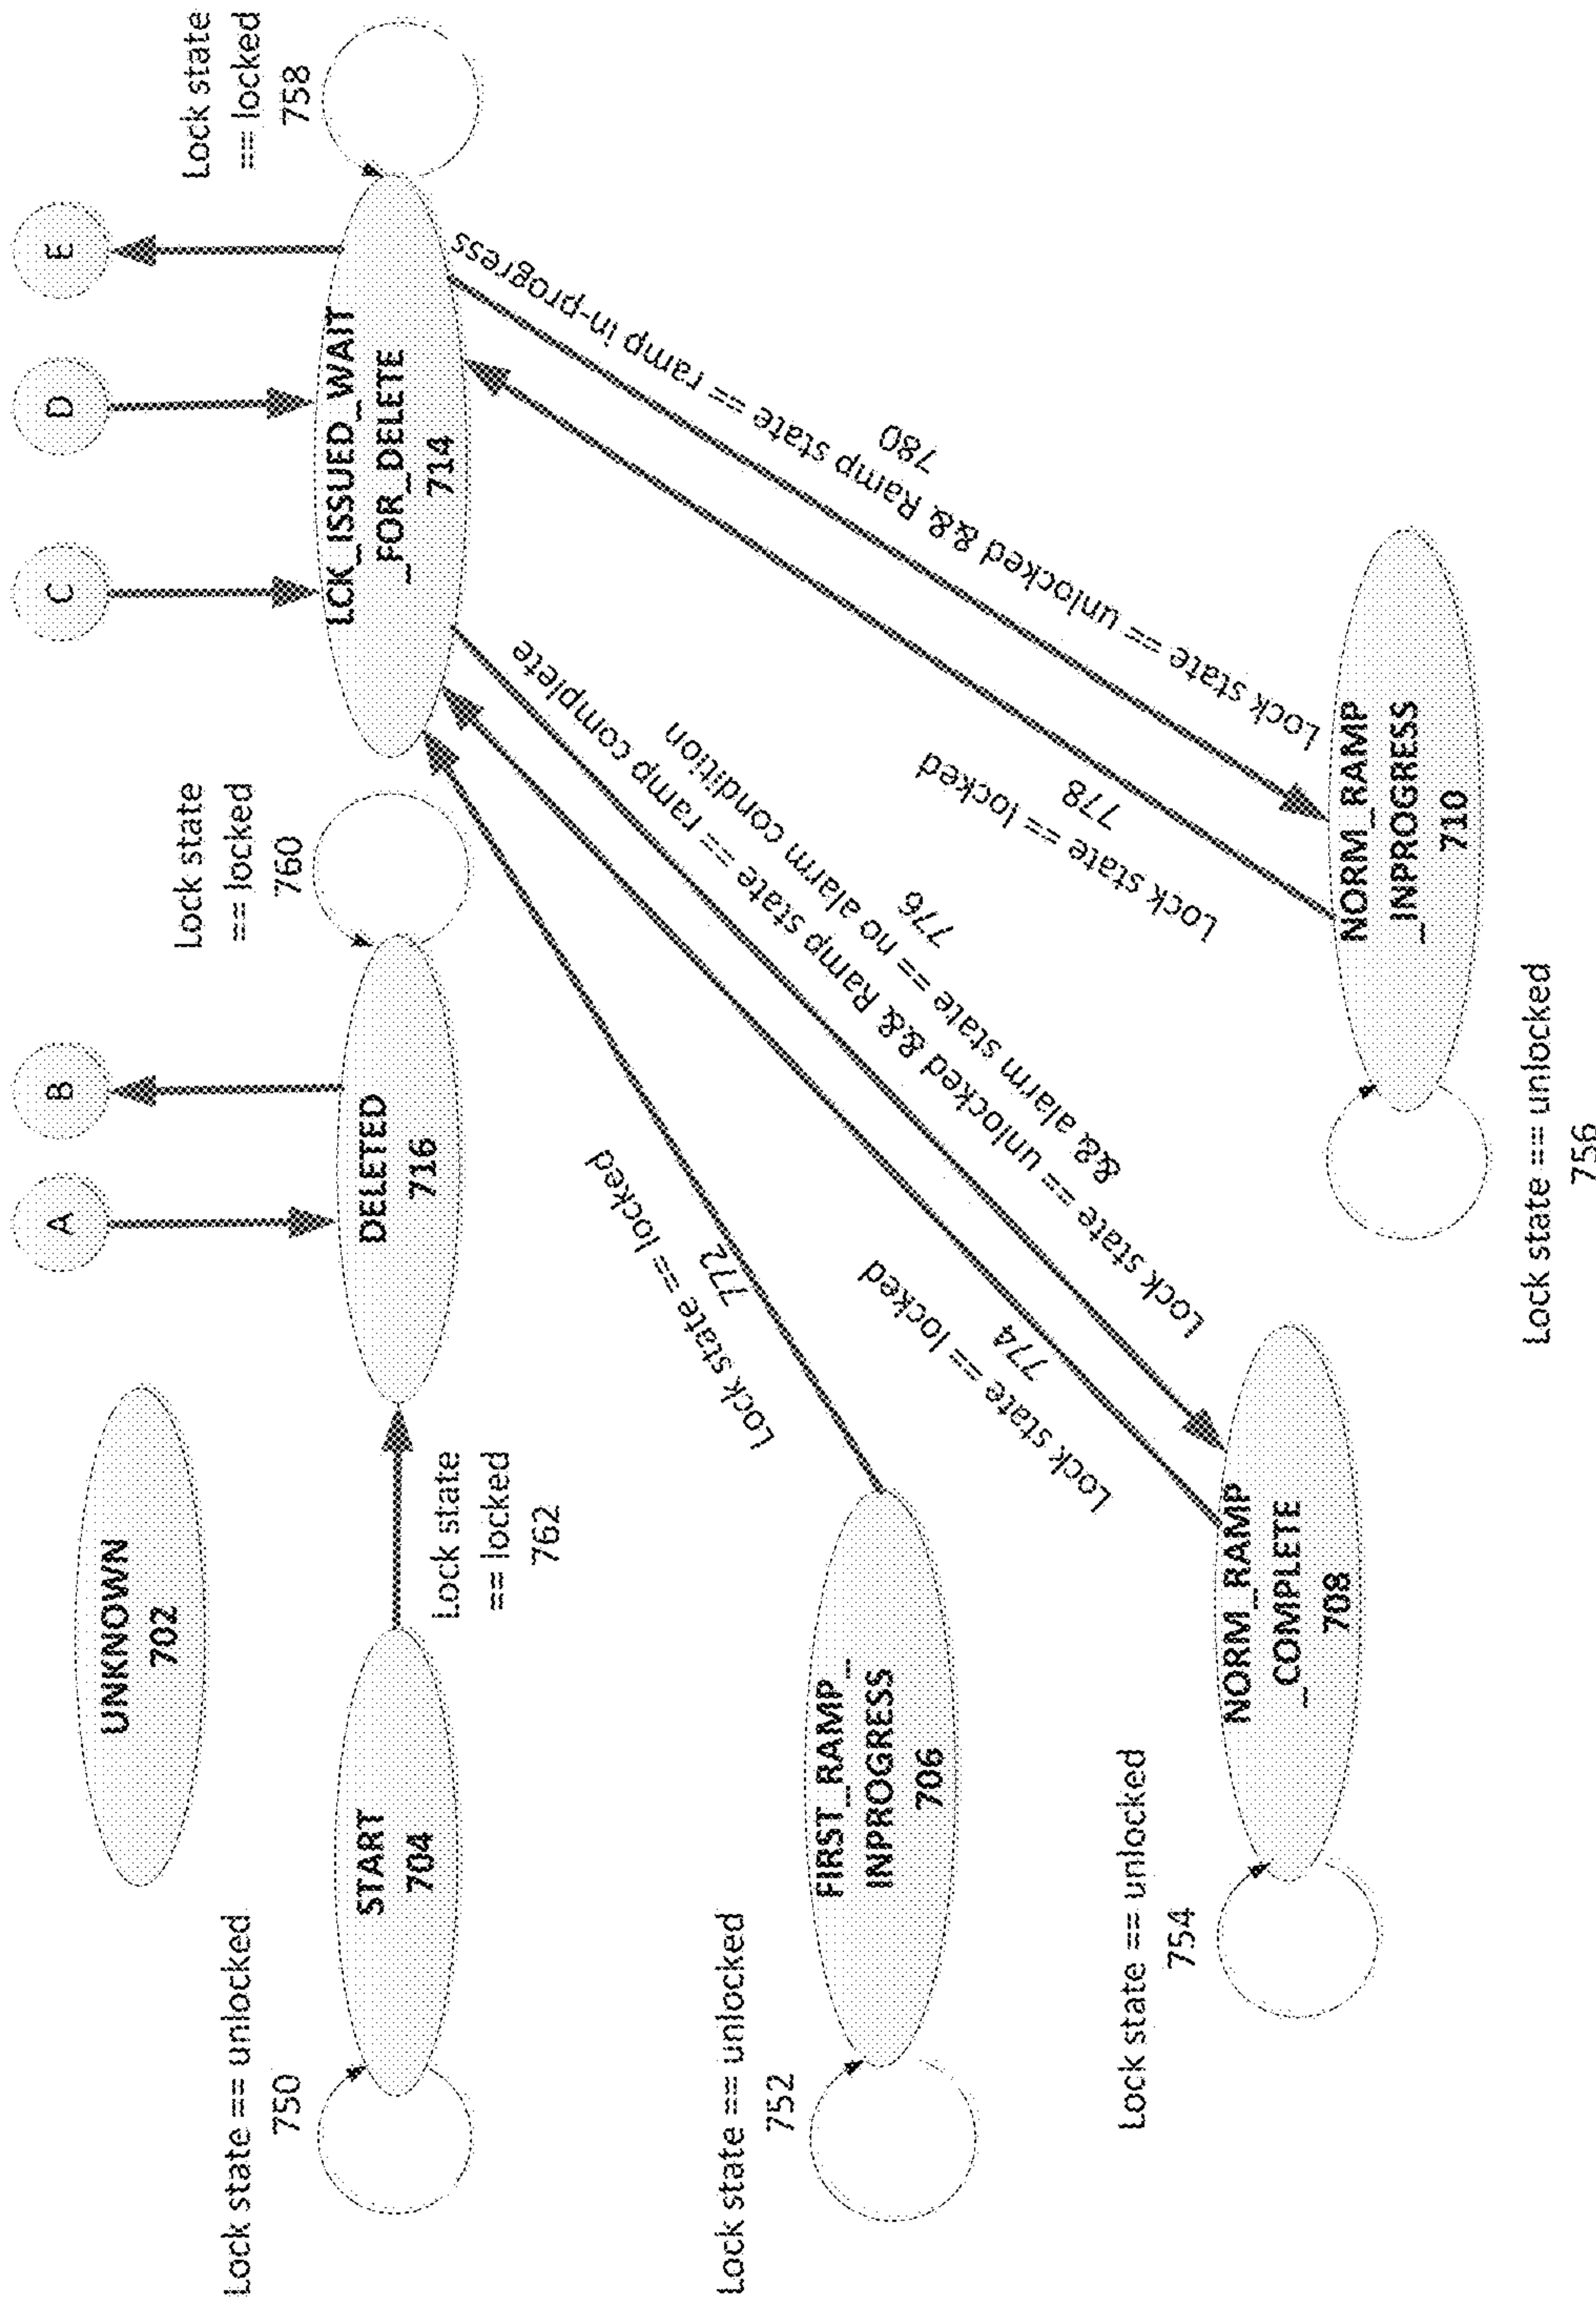 UNKNOWN
702
A
B
C
D
E
Lock state == unlocked
750
START
704
Lock state
== locked
762
DELETED
716
Lock state
== locked
760
LCK_ISSUED_WAIT
_FOR_DELETE
714
Lock state
== locked
758
Lock state == unlocked
752
FIRST_RAMP_
INPROGRESS
706
Lock state == locked
772
Lock state == unlocked
754
NORM_RAMP
_COMPLETE
708
Lock state == locked
774
Lock state == unlocked && Ramp state == ramp complete
&& alarm state == no alarm condition
776
Lock state == locked
778
Lock state == unlocked && Ramp state == ramp in-progress
780
NORM_RAMP
_INPROGRESS
710
Lock state == unlocked
756